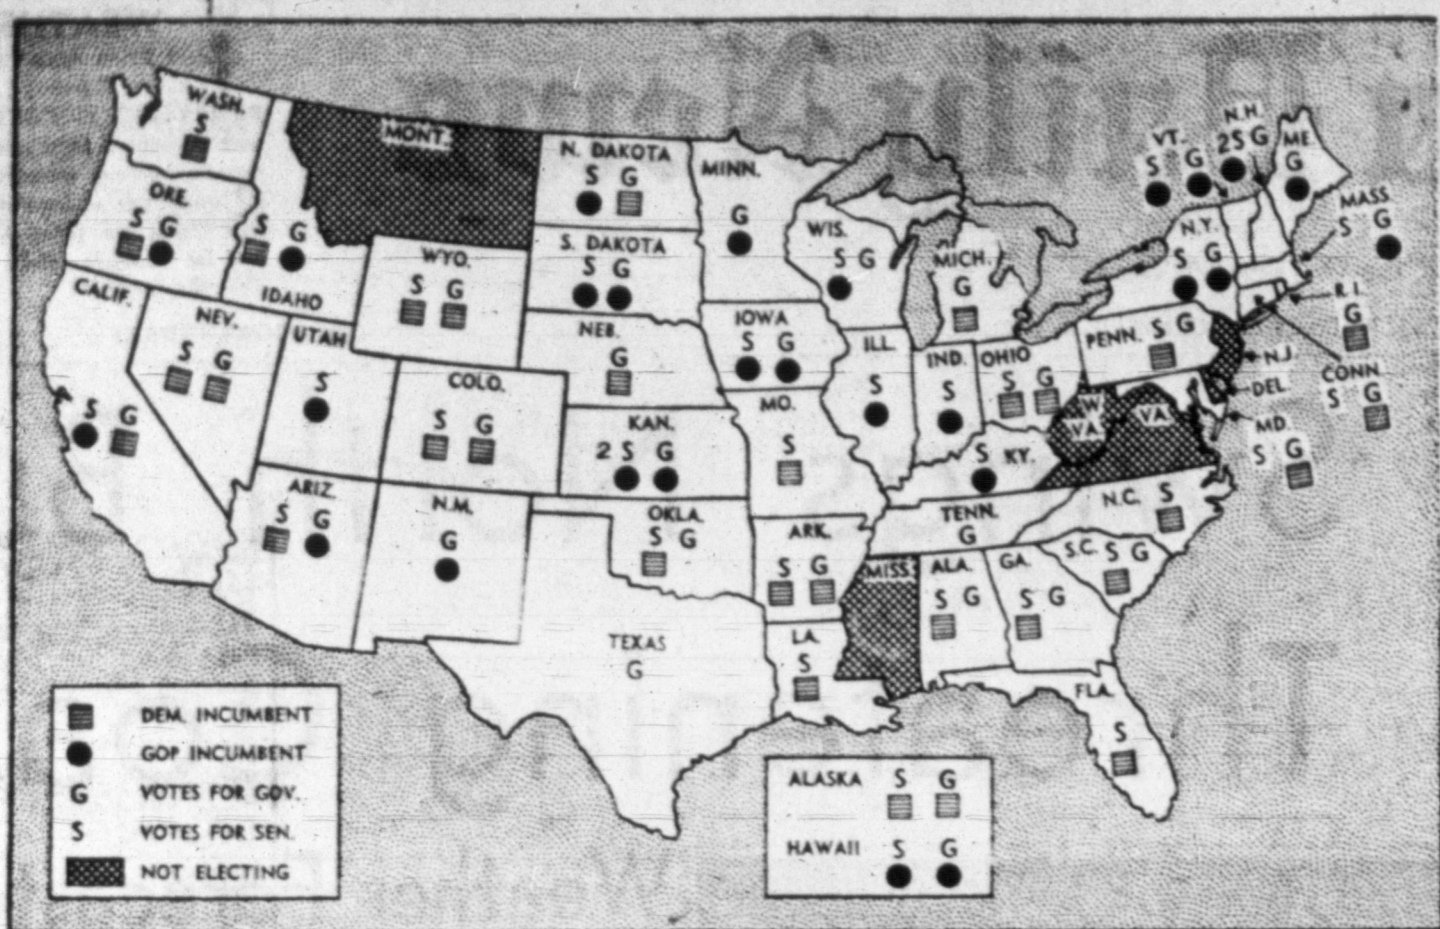 WASH.
S
MONT.
ORE.
S G
S G
IDAHO
WYO.
S G
N. DAKOTA
S G
S. DAKOTA
S G
MINN.
G
WIS.
S G
MICH.
G
CALIF.
S G
NEV.
S G
UTAH
S
COLO.
S G
NEB.
G
KAN.
2 S G
IOWA
S G
MO.
S
ILL.
S
IND.
S
OHIO
S G
KY.
S
PENN. S G
N.Y.
S G
VT.
S G
N.H.
2S G
ME.
G
MASS
S G
R.I.
G
CONN.
S G
N.J.
DEL.
MD.
S G
W.
VA.
VA.
ARIZ.
S G
N.M.
G
OKLA.
S G
TEXAS
G
ARK.
S G
LA.
S
MISS.
TENN.
G
N.C. S
S.C. S G
ALA.
S G
GA.
S G
FLA.
S
DEM. INCUMBENT
GOP INCUMBENT
G VOTES FOR GOV.
S VOTES FOR SEN.
NOT ELECTING
ALASKA S G
HAWAII S G